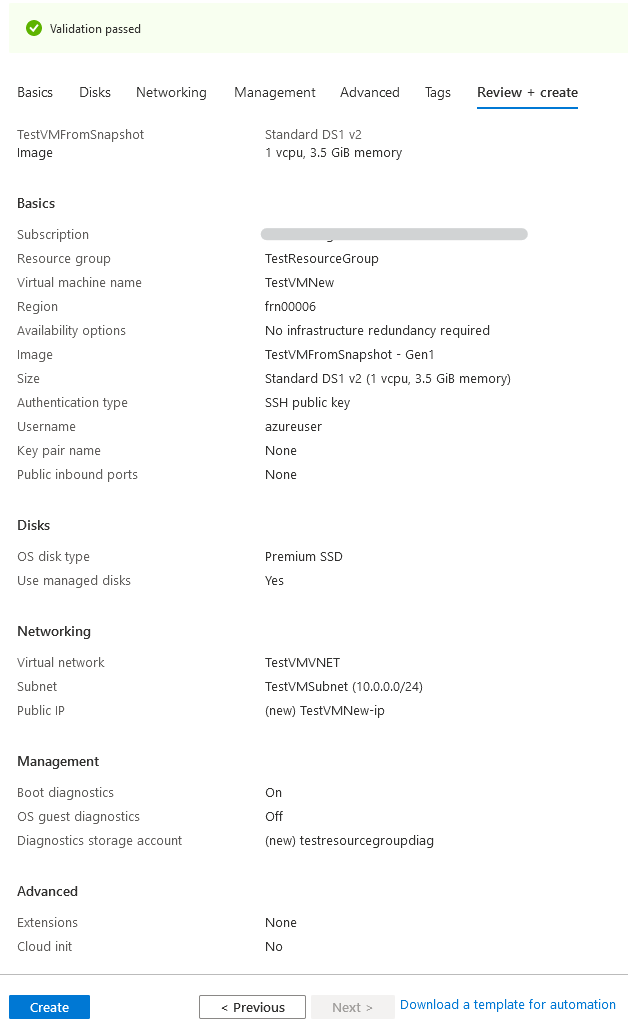 Validation passed
Basics Disks Networking Management Advanced Tags Review + create
TestVMFromSnapshot Standard DS1 v2
Image 1 vcpu, 3.5 GiB memory
Basics
Subscription
Resource group TestResourceGroup
Virtual machine name TestVMNew
Region frn00006
Availability options No infrastructure redundancy required
Image TestVMFromSnapshot - Gen1
Size Standard DS1 v2 (1 vcpu, 3.5 GiB memory)
Authentication type SSH public key
Username azureuser
Key pair name None
Public inbound ports None
Disks
OS disk type Premium SSD
Use managed disks Yes
Networking
Virtual network TestVMVNET
Subnet TestVMSubnet (10.0.0.0/24)
Public IP (new) TestVMNew-ip
Management
Boot diagnostics On
OS guest diagnostics Off
Diagnostics storage account (new) testresourcegroupdiag
Advanced
Extensions None
Cloud init No
Create < Previous Next > Download a template for automation